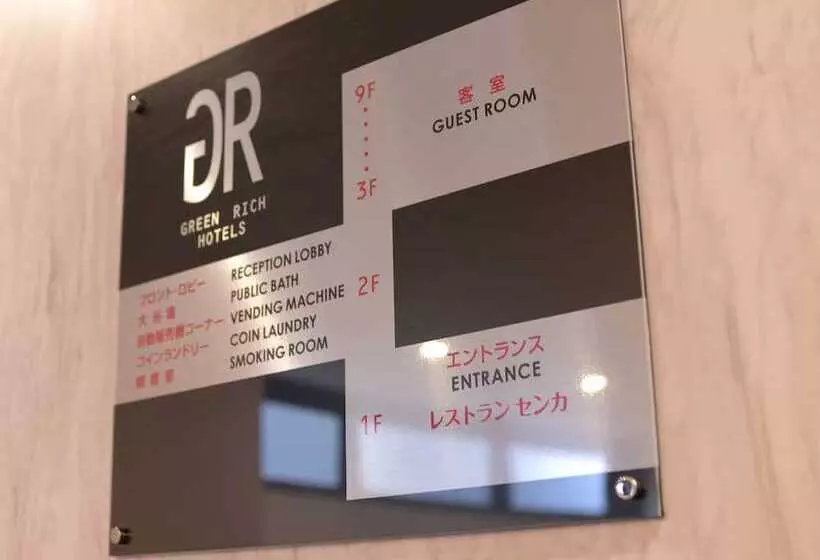 GR
GREEN RICH
HOTELS
9F
客室
GUEST ROOM
3F
フロント・ロビー RECEPTION LOBBY
大浴場 PUBLIC BATH
自動販売機コーナー VENDING MACHINE
コインランドリー COIN LAUNDRY
喫煙室 SMOKING ROOM
2F
エントランス
ENTRANCE
1F
レストラン センカ